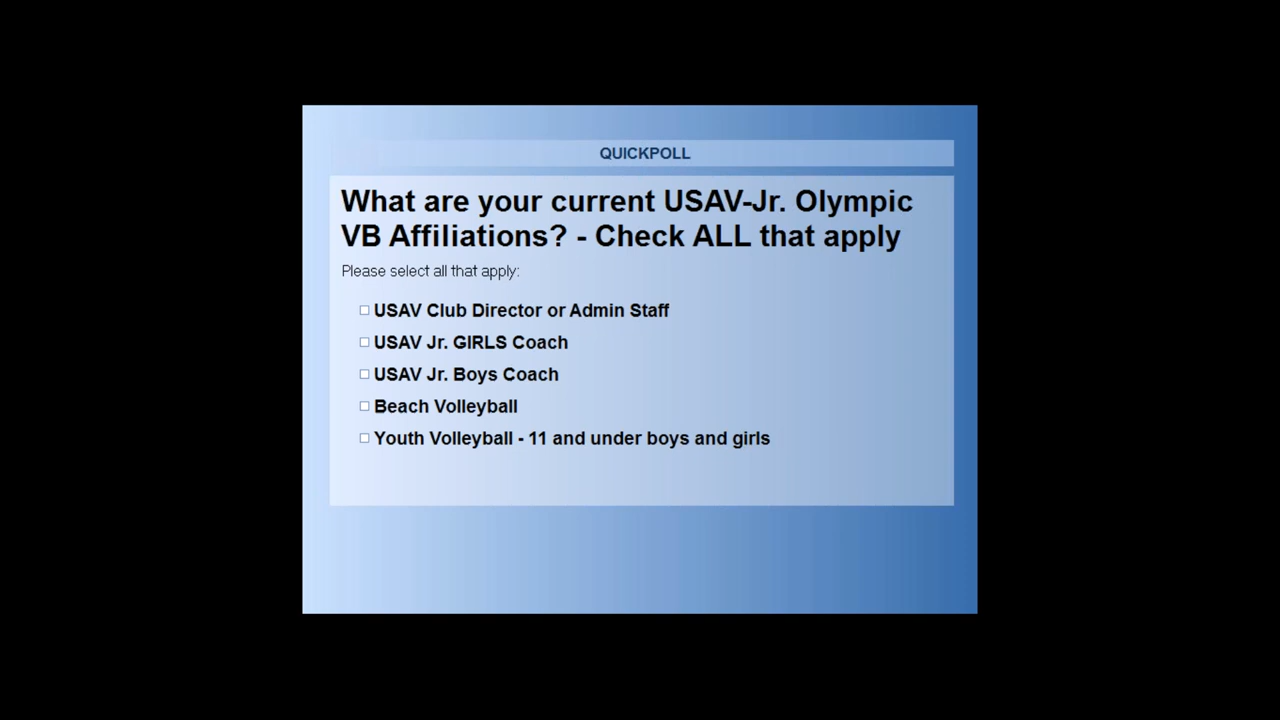 QUICKPOLL
What are your current USAV-Jr. Olympic
VB Affiliations? - Check ALL that apply
Please select all that apply:
USAV Club Director or Admin Staff
USAV Jr. GIRLS Coach
USAV Jr. Boys Coach
Beach Volleyball
Youth Volleyball - 11 and under boys and girls